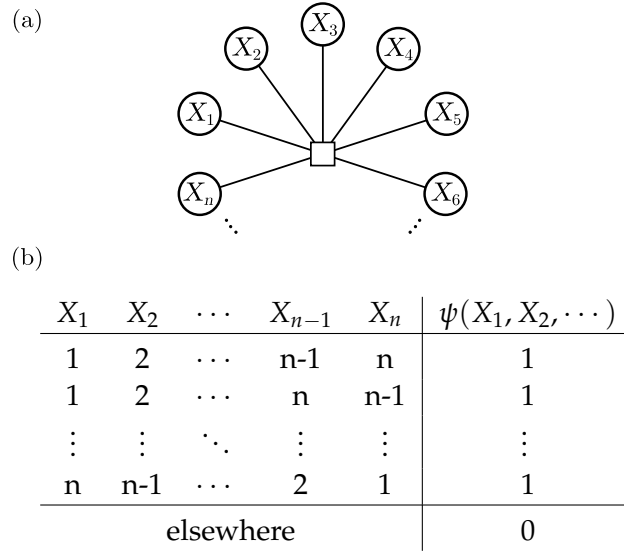 (a)
X₃
X₂ X₄
X₁ X₅
Xₙ X₆
⋱ ⋰
(b)
X₁ X₂ ⋯ Xₙ₋₁ Xₙ ψ(X₁, X₂, ⋯ )
1 2 ⋯ n-1 n 1
1 2 ⋯ n n-1 1
⋮ ⋮ ⋱ ⋮ ⋮ ⋮
n n-1 ⋯ 2 1 1
elsewhere 0